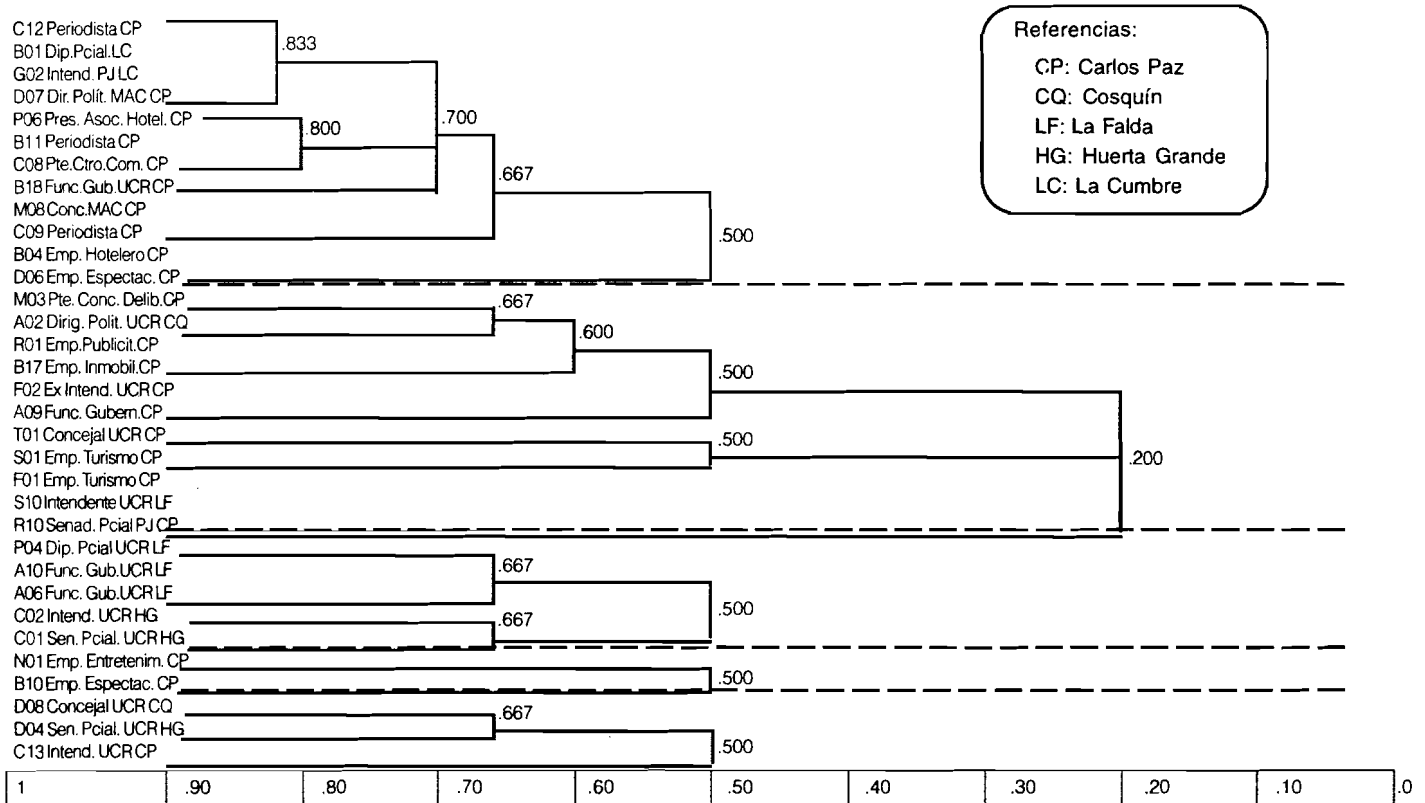 C12 Periodista CP
B01 Dip.Pcial.LC
G02 Intend. PJ LC
D07 Dir. Polít. MAC CP
P06 Pres. Asoc. Hotel. CP
B11 Periodista CP
C08 Pte.Ctro.Com. CP
B18 Func.Gub.UCR CP
M08 Conc.MAC CP
C09 Periodista CP
B04 Emp. Hotelero CP
D06 Emp. Espectac. CP
M03 Pte. Conc. Delib.CP
A02 Dirig. Polit. UCR CQ
R01 Emp.Publicit.CP
B17 Emp. Inmobil.CP
F02 Ex Intend. UCR CP
A09 Func. Gubern.CP
T01 Concejal UCR CP
S01 Emp. Turismo CP
F01 Emp. Turismo CP
S10 Intendente UCR LF
R10 Senad. Pcial PJ CP
P04 Dip. Pcial UCR LF
A10 Func. Gub.UCR LF
A06 Func. Gub.UCR LF
C02 Intend. UCR HG
C01 Sen. Pcial. UCR HG
N01 Emp. Entretenim. CP
B10 Emp. Espectac. CP
D08 Concejal UCR CQ
D04 Sen. Pcial. UCR HG
C13 Intend. UCR CP
.833
.800
.700
.667
.500
.667
.600
.500
.500
.200
.667
.667
.500
.500
.667
.500
Referencias:
CP: Carlos Paz
CQ: Cosquín
LF: La Falda
HG: Huerta Grande
LC: La Cumbre
1 .90 .80 .70 .60 .50 .40 .30 .20 .10 .0